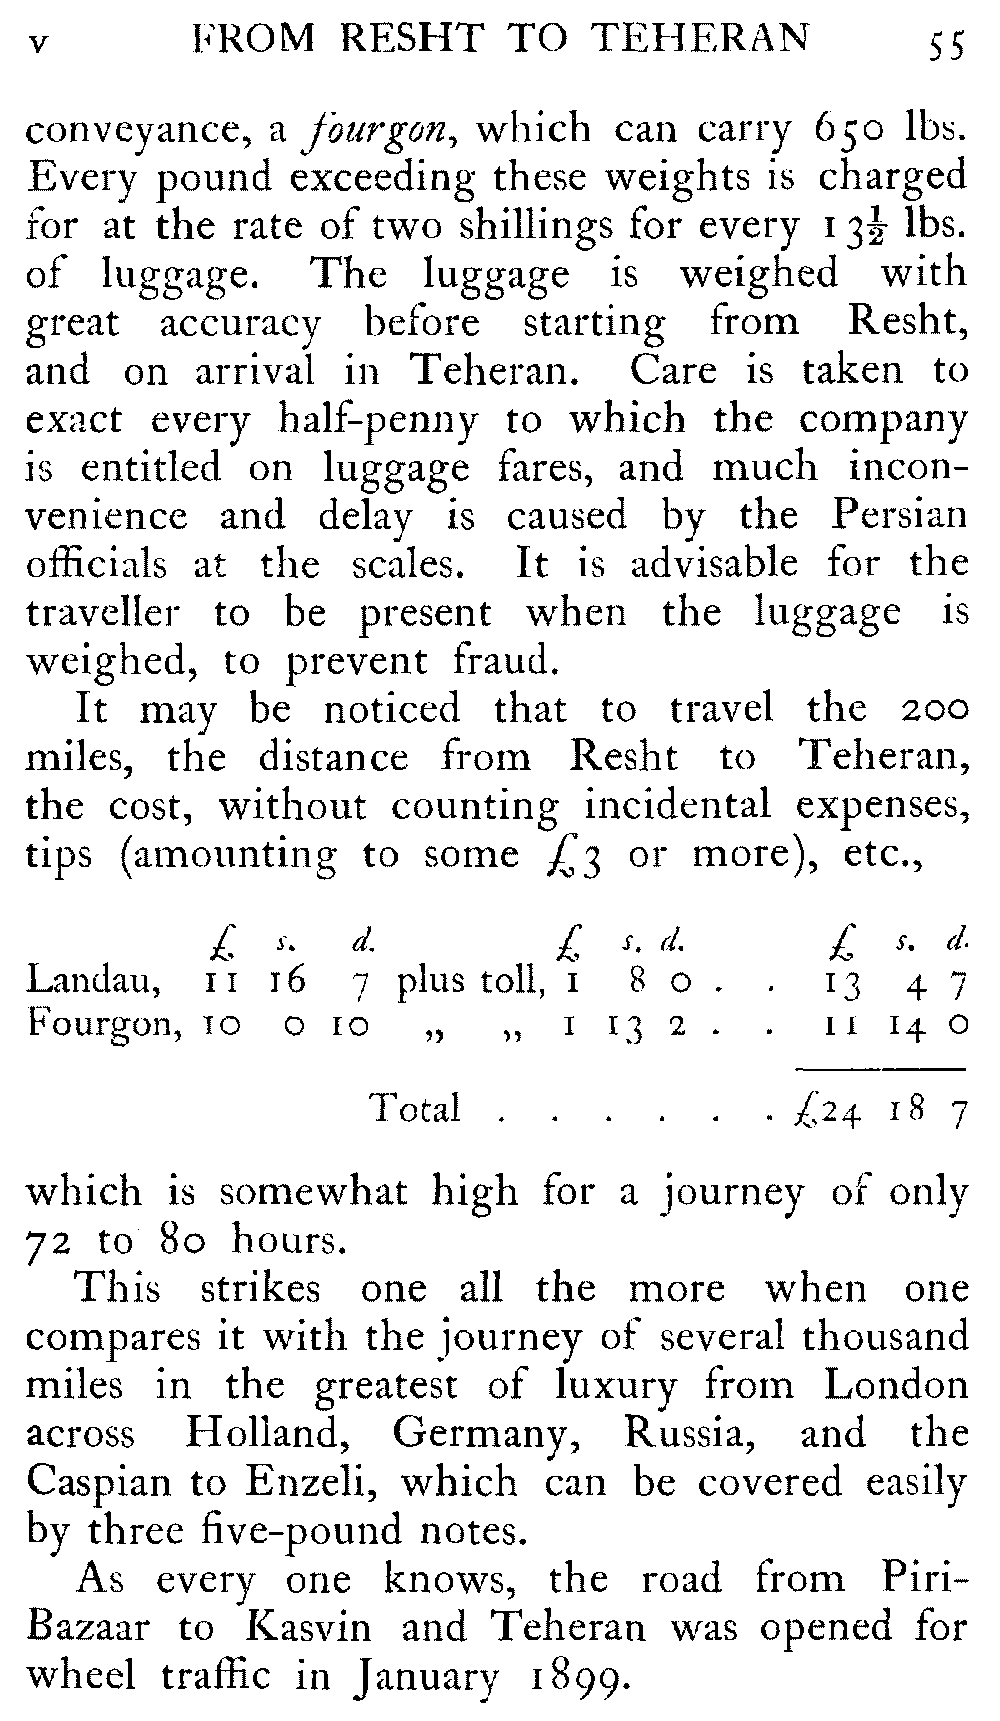 v FROM RESHT TO TEHERAN 55
conveyance, a fourgon, which can carry 650 lbs.
Every pound exceeding these weights is charged
for at the rate of two shillings for every 13½ lbs.
of luggage. The luggage is weighed with
great accuracy before starting from Resht,
and on arrival in Teheran. Care is taken to
exact every half-penny to which the company
is entitled on luggage fares, and much incon-
venience and delay is caused by the Persian
officials at the scales. It is advisable for the
traveller to be present when the luggage is
weighed, to prevent fraud.
It may be noticed that to travel the 200
miles, the distance from Resht to Teheran,
the cost, without counting incidental expenses,
tips (amounting to some £3 or more), etc.,
£ s. d. £ s. d. £ s. d.
Landau, 11 16 7 plus toll, 1 8 0 . . 13 4 7
Fourgon, 10 0 10 „ „ 1 13 2 . . 11 14 0
Total . . . . . . £24 18 7
which is somewhat high for a journey of only
72 to 80 hours.
This strikes one all the more when one
compares it with the journey of several thousand
miles in the greatest of luxury from London
across Holland, Germany, Russia, and the
Caspian to Enzeli, which can be covered easily
by three five-pound notes.
As every one knows, the road from Piri-
Bazaar to Kasvin and Teheran was opened for
wheel traffic in January 1899.